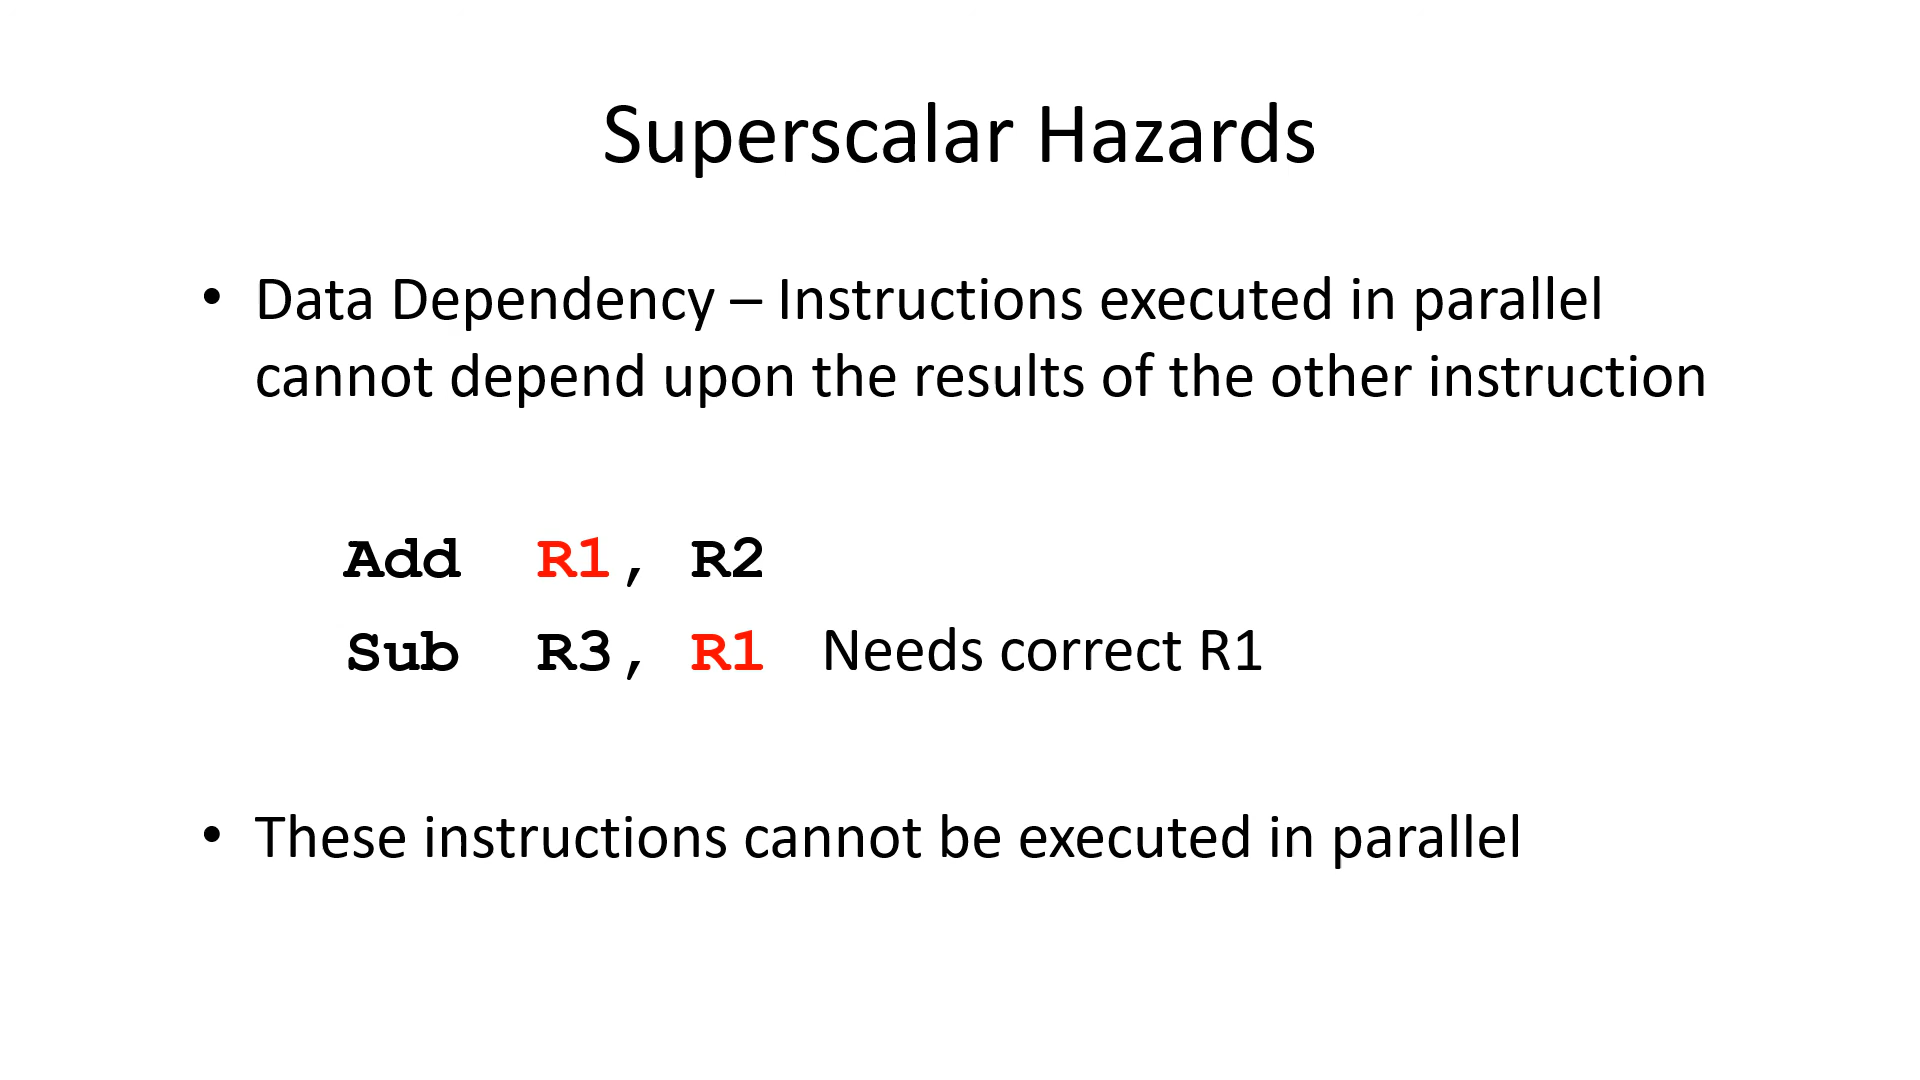 Superscalar Hazards
• Data Dependency – Instructions executed in parallel
cannot depend upon the results of the other instruction
Add R1, R2
Sub R3, R1 Needs correct R1
• These instructions cannot be executed in parallel